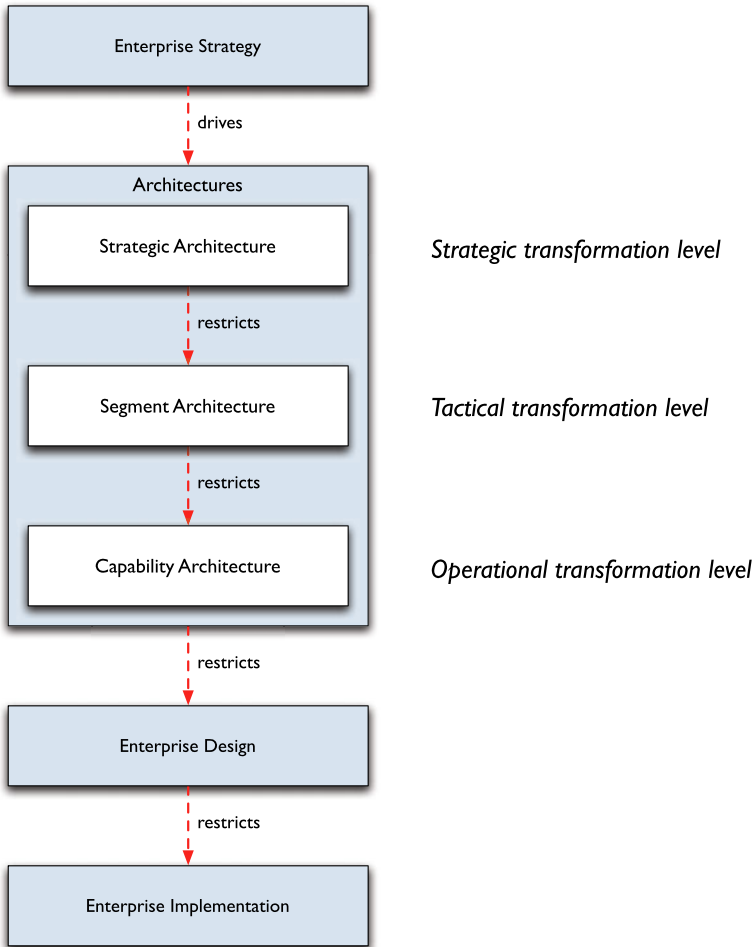 Enterprise Strategy
drives
Architectures
Strategic Architecture
Strategic transformation level
restricts
Segment Architecture
Tactical transformation level
restricts
Capability Architecture
Operational transformation level
restricts
Enterprise Design
restricts
Enterprise Implementation